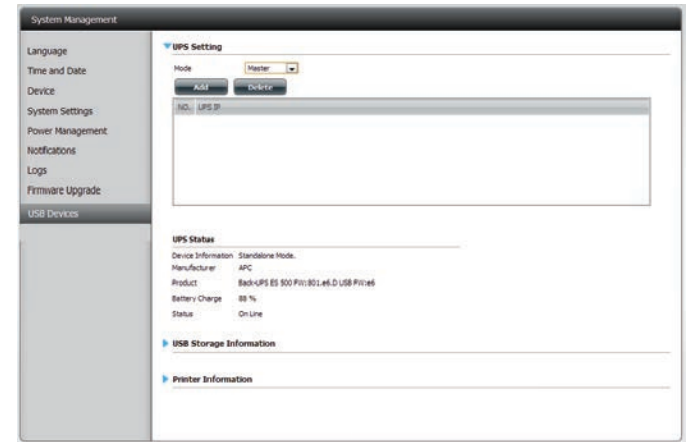 System Management
Language
Time and Date
Device
System Settings
Power Management
Notifications
Logs
Firmware Upgrade
USB Devices
UPS Setting
Mode Master
Add Delete
NO. UPS IP
UPS Status
Device Information Standalone Mode.
Manufacturer APC
Product Back-UPS ES 500 FW:801.e6.D USB FW:e6
Battery Charge 88 %
Status On Line
USB Storage Information
Printer Information